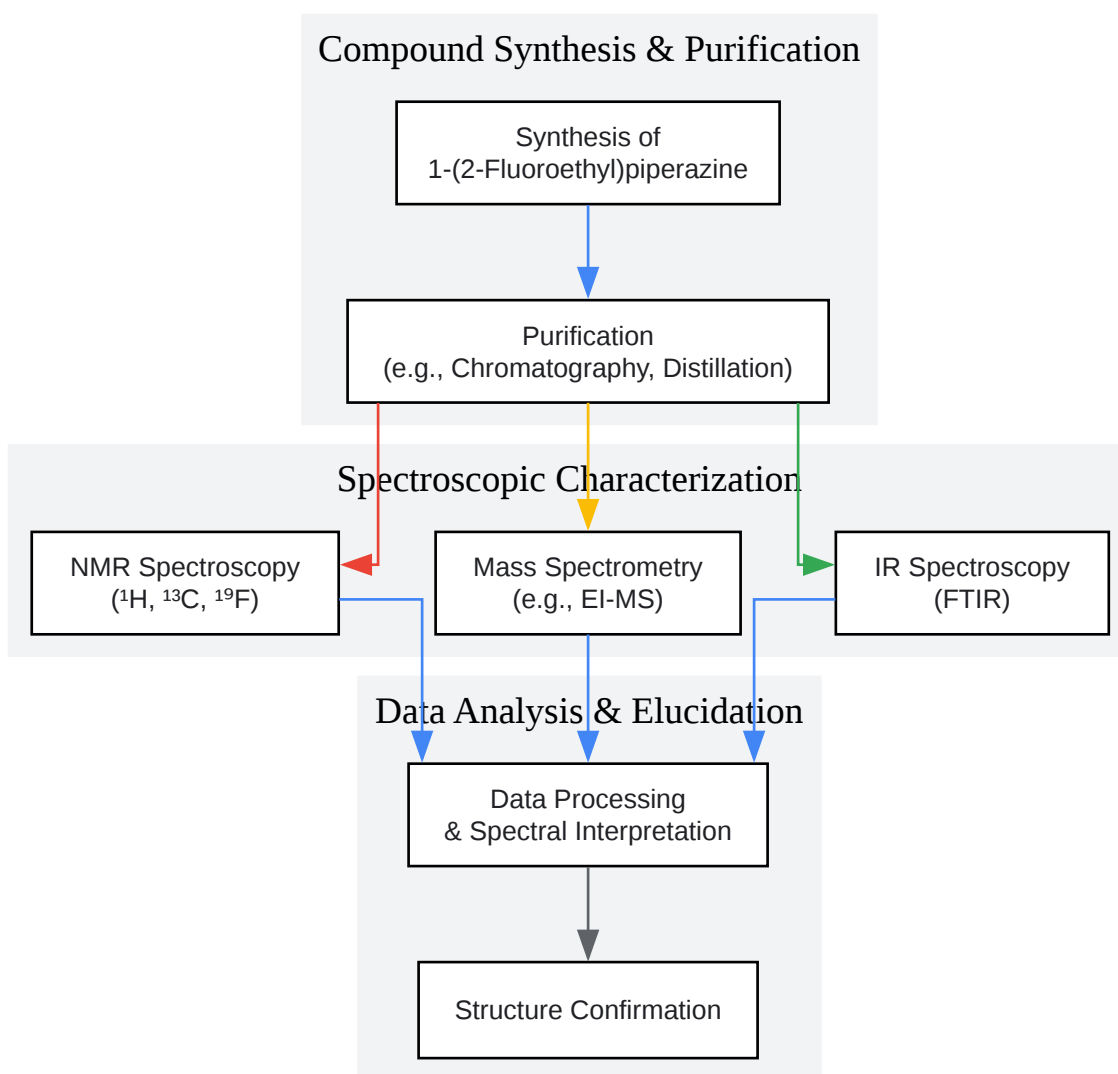 Compound Synthesis & Purification
Synthesis of
1-(2-Fluoroethyl)piperazine
Purification
(e.g., Chromatography, Distillation)
Spectroscopic Characterization
NMR Spectroscopy
(¹H, ¹³C, ¹⁹F)
Mass Spectrometry
(e.g., EI-MS)
IR Spectroscopy
(FTIR)
Data Analysis & Elucidation
Data Processing
& Spectral Interpretation
Structure Confirmation